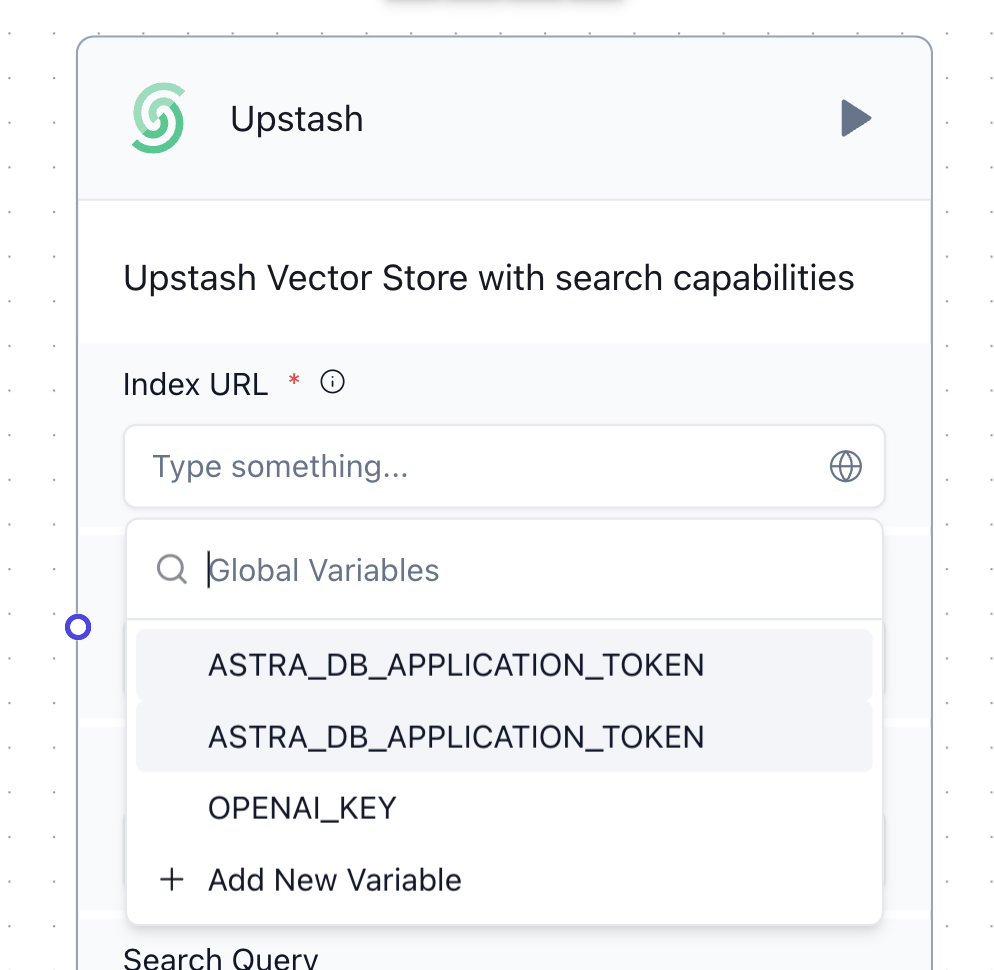 Upstash
Upstash Vector Store with search capabilities
Index URL *
Type something...
Global Variables
ASTRA_DB_APPLICATION_TOKEN
ASTRA_DB_APPLICATION_TOKEN
OPENAI_KEY
Add New Variable
Search Query